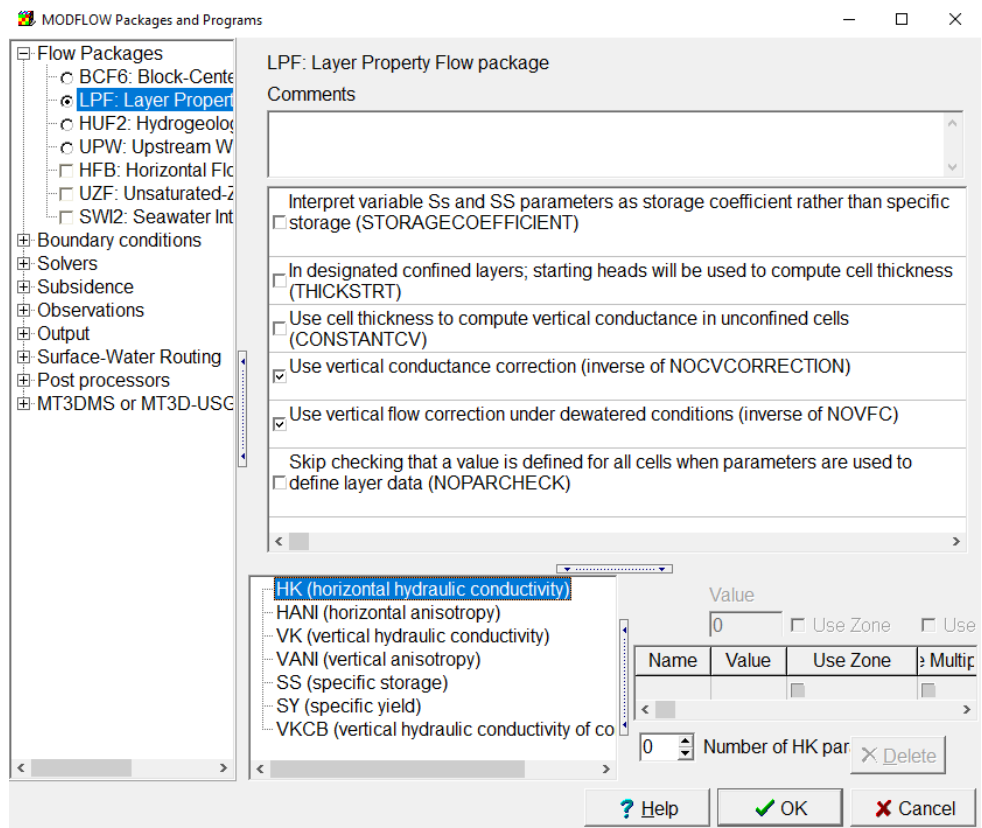 MODFLOW Packages and Programs
Flow Packages
BCF6: Block-Cente
LPF: Layer Propert
HUF2: Hydrogeolog
UPW: Upstream W
HFB: Horizontal Flo
UZF: Unsaturated-Z
SWI2: Seawater Int
Boundary conditions
Solvers
Subsidence
Observations
Output
Surface-Water Routing
Post processors
MT3DMS or MT3D-USG
LPF: Layer Property Flow package
Comments
Interpret variable Ss and SS parameters as storage coefficient rather than specific
storage (STORAGECOEFFICIENT)
In designated confined layers; starting heads will be used to compute cell thickness
(THICKSTRT)
Use cell thickness to compute vertical conductance in unconfined cells
(CONSTANTCV)
Use vertical conductance correction (inverse of NOCVCORRECTION)
Use vertical flow correction under dewatered conditions (inverse of NOVFC)
Skip checking that a value is defined for all cells when parameters are used to
define layer data (NOPARCHECK)
HK (horizontal hydraulic conductivity)
HANI (horizontal anisotropy)
VK (vertical hydraulic conductivity)
VANI (vertical anisotropy)
SS (specific storage)
SY (specific yield)
VKCB (vertical hydraulic conductivity of co
Value
0 Use Zone Use
Name Value Use Zone e Multip
0 Number of HK par Delete
Help OK Cancel